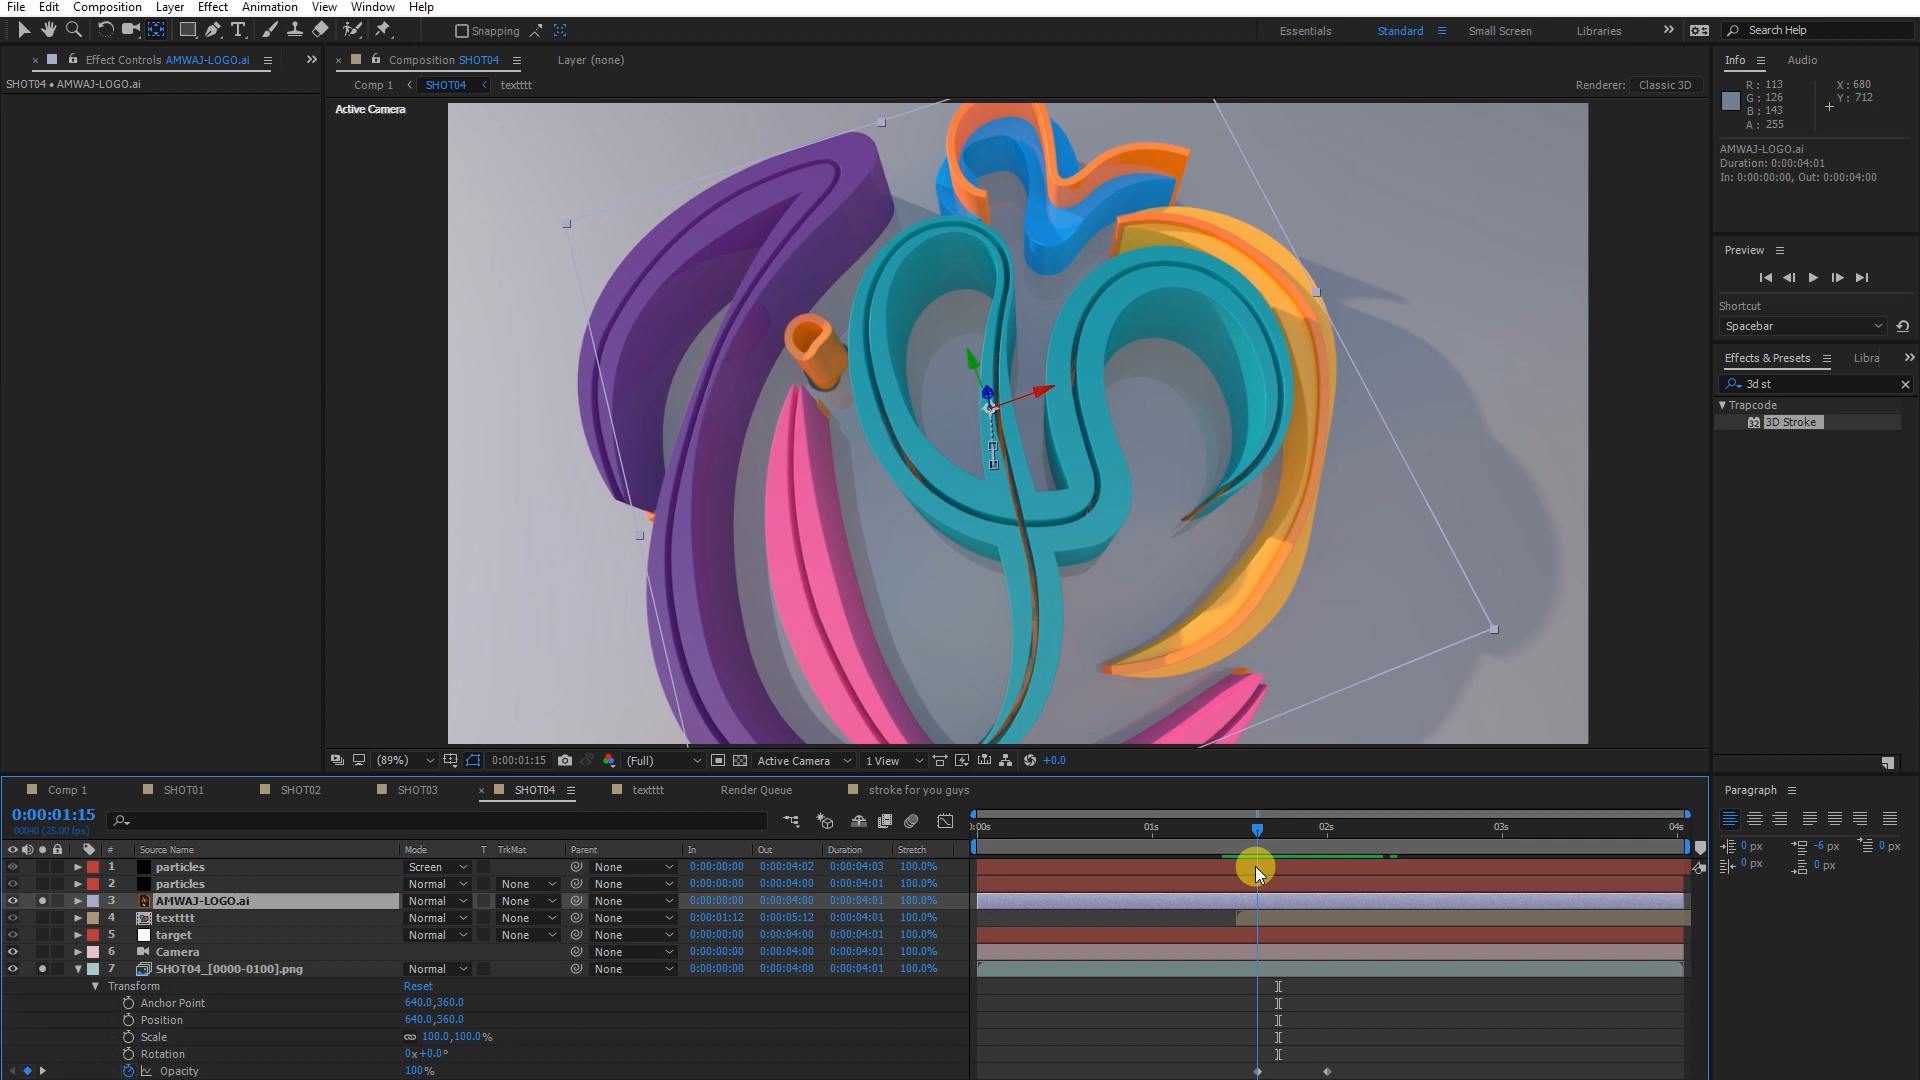 File Edit Composition Layer Effect Animation View Window Help
Snapping Essentials Standard Small Screen Libraries Search Help
Effect Controls AMWAJ-LOGO.ai Composition SHOT04 Layer (none) Info Audio
SHOT04 • AMWAJ-LOGO.ai Comp 1 SHOT04 textttt Renderer: Classic 3D
Active Camera
R: 113 X: 680
G: 126 Y: 712
B: 143
A: 255
AMWAJ-LOGO.ai
Duration: 0:00:04:01
In: 0:00:00:00, Out: 0:00:04:00
Preview
Shortcut
Spacebar
Effects & Presets Libra
3d st
Trapcode
32 3D Stroke
(89%) 0:00:01:15 (Full) Active Camera 1 View +0.0
Comp 1 SHOT01 SHOT02 SHOT03 SHOT04 textttt Render Queue stroke for you guys Paragraph
0:00:01:15
00040 (25.00 fps)
):00s 01s 02s 03s 04s
# Source Name Mode T TrkMat Parent In Out Duration Stretch
0 px -6 px 0 px
0 px 0 px
1 particles Screen None 0:00:00:00 0:00:04:02 0:00:04:03 100.0%
2 particles Normal None None 0:00:00:00 0:00:04:00 0:00:04:01 100.0%
3 AMWAJ-LOGO.ai Normal None None 0:00:00:00 0:00:04:00 0:00:04:01 100.0%
4 textttt Normal None None 0:00:01:12 0:00:05:12 0:00:04:01 100.0%
5 target Normal None None 0:00:00:00 0:00:04:00 0:00:04:01 100.0%
6 Camera None 0:00:00:00 0:00:04:00 0:00:04:01 100.0%
7 SHOT04_[0000-0100].png Normal None 0:00:00:00 0:00:04:00 0:00:04:01 100.0%
Transform Reset
Anchor Point 640.0,360.0
Position 640.0,360.0
Scale 100.0,100.0%
Rotation 0x+0.0°
Opacity 100%